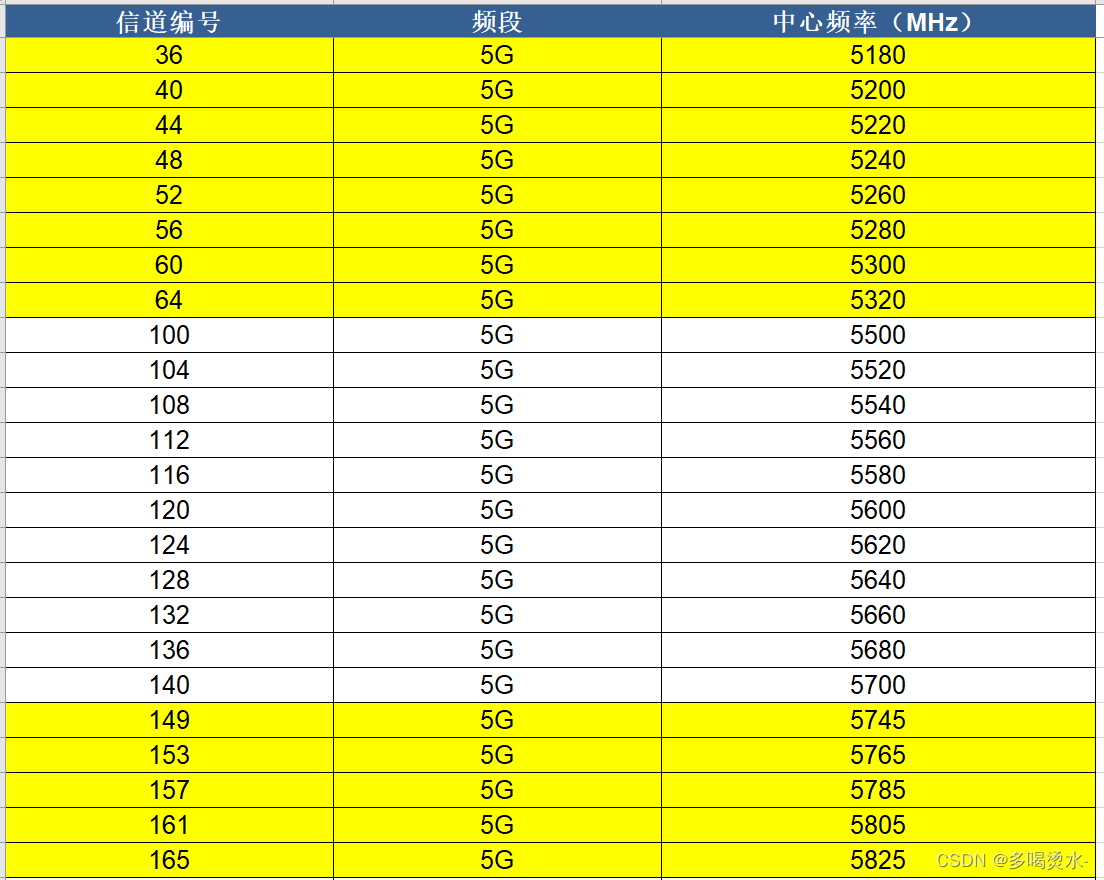 信道编号 频段 中心频率（MHz）
36 5G 5180
40 5G 5200
44 5G 5220
48 5G 5240
52 5G 5260
56 5G 5280
60 5G 5300
64 5G 5320
100 5G 5500
104 5G 5520
108 5G 5540
112 5G 5560
116 5G 5580
120 5G 5600
124 5G 5620
128 5G 5640
132 5G 5660
136 5G 5680
140 5G 5700
149 5G 5745
153 5G 5765
157 5G 5785
161 5G 5805
165 5G 5825
CSDN @多喝烫水-